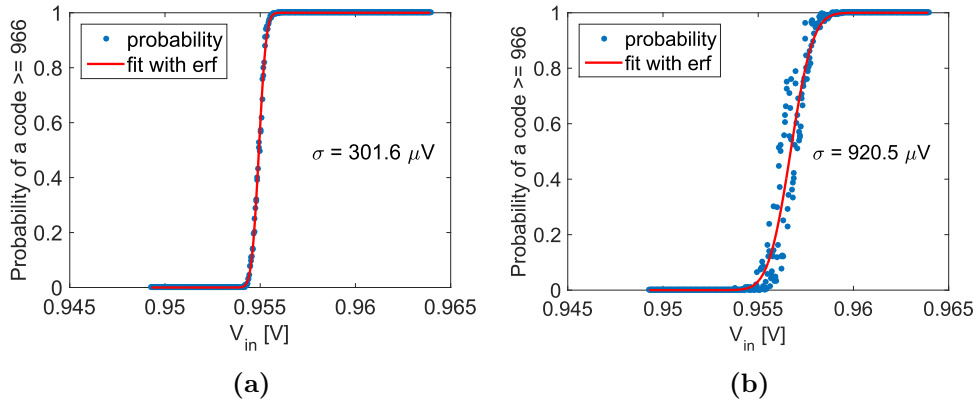 Probability of a code >= 966
1
0.8
0.6
0.4
0.2
0
probability
fit with erf
σ = 301.6 μV
0.945
0.95
0.955
0.96
0.965
V_in [V]
(a)
Probability of a code >= 966
1
0.8
0.6
0.4
0.2
0
probability
fit with erf
σ = 920.5 μV
0.945
0.95
0.955
0.96
0.965
V_in [V]
(b)